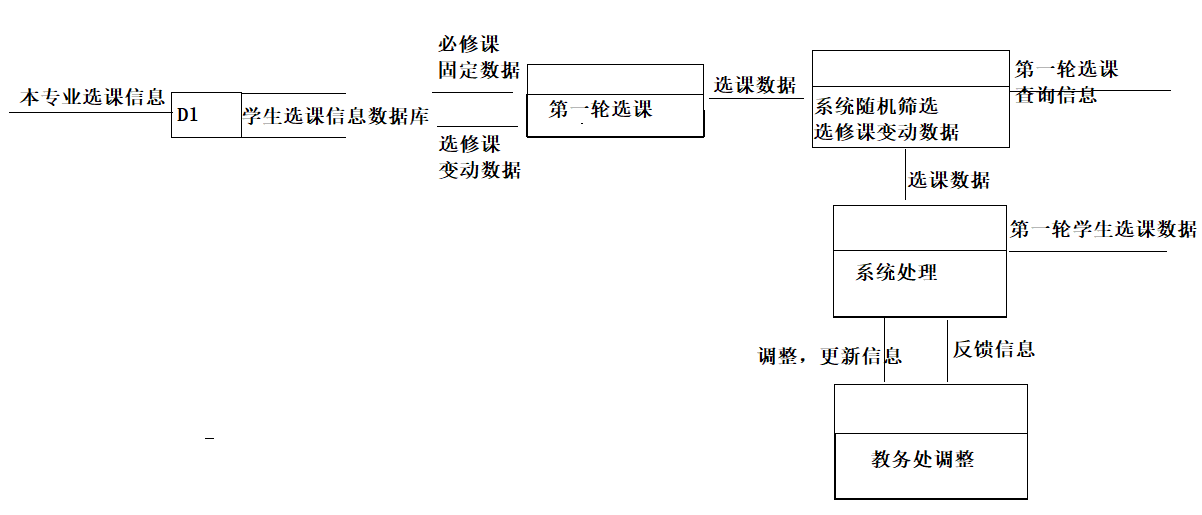 本专业选课信息
D1
学生选课信息数据库
必修课
固定数据
选修课
变动数据
第一轮选课
选课数据
系统随机筛选
选修课变动数据
第一轮选课
查询信息
选课数据
系统处理
第一轮学生选课数据
调整，更新信息
反馈信息
教务处调整